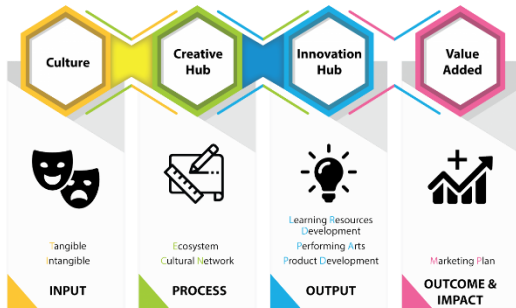 Culture
Creative
Hub
Innovation
Hub
Value
Added
Tangible
Intangible
Ecosystem
Cultural Network
Learning Resources
Development
Performing Arts
Product Development
Marketing Plan
INPUT
PROCESS
OUTPUT
OUTCOME &
IMPACT